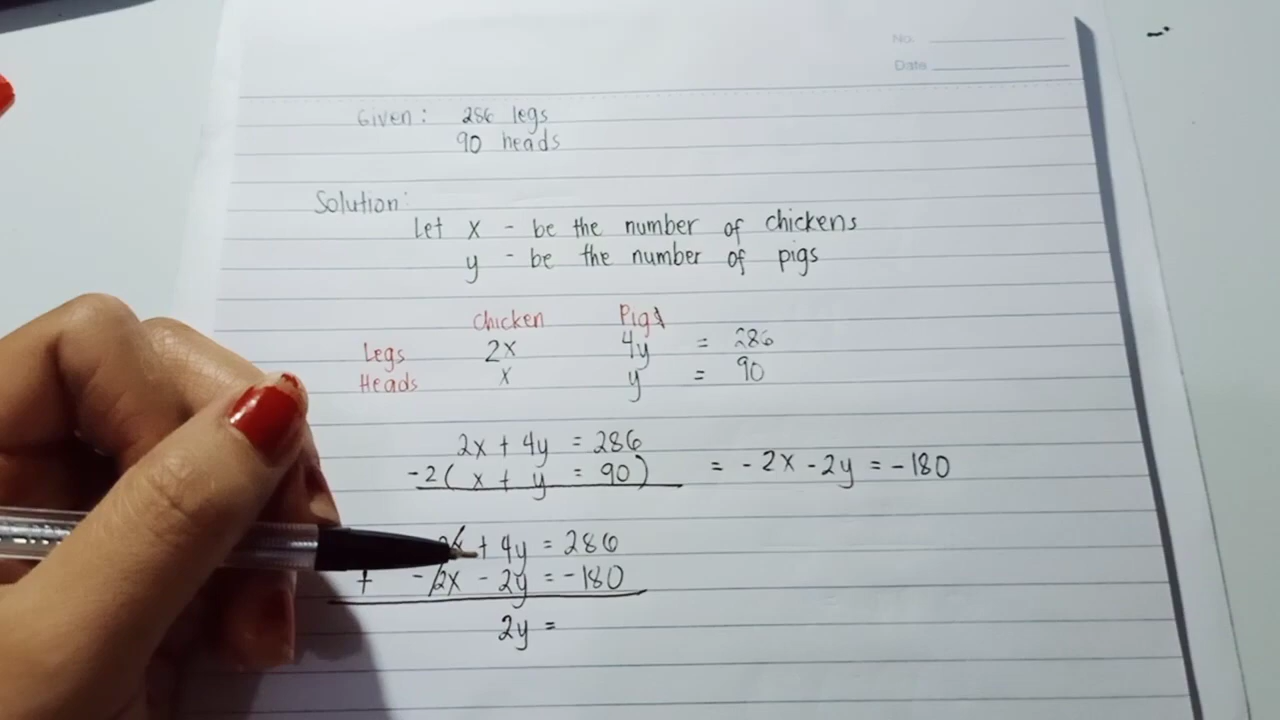 No.
Date
Given: 286 legs
90 heads
Solution:
Let x - be the number of chickens
y - be the number of pigs
Chicken Pigs
Legs 2x 4y = 286
Heads x y = 90
2x + 4y = 286
-2( x + y = 90) = -2x - 2y = -180
2x + 4y = 286
+ -2x - 2y = -180
2y =